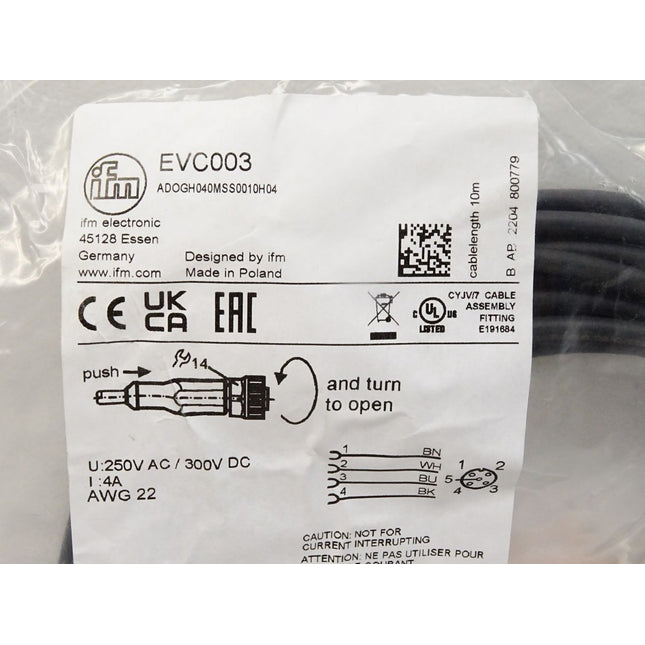 ifm
EVC003
ADOGH040MSS0010H04
ifm electronic
45128 Essen
Germany
www.ifm.com
Designed by ifm
Made in Poland
cablelength 10m
B AB 2204 800779
CE UK CA EAC
C UL US
LISTED
CYJV/7 CABLE
ASSEMBLY
FITTING
E191684
push
14
and turn
to open
U:250V AC / 300V DC
I :4A
AWG 22
1 BN
2 WH
3 BU
4 BK
1 2
5
4 3
CAUTION: NOT FOR
CURRENT INTERRUPTING
ATTENTION: NE PAS UTILISER POUR